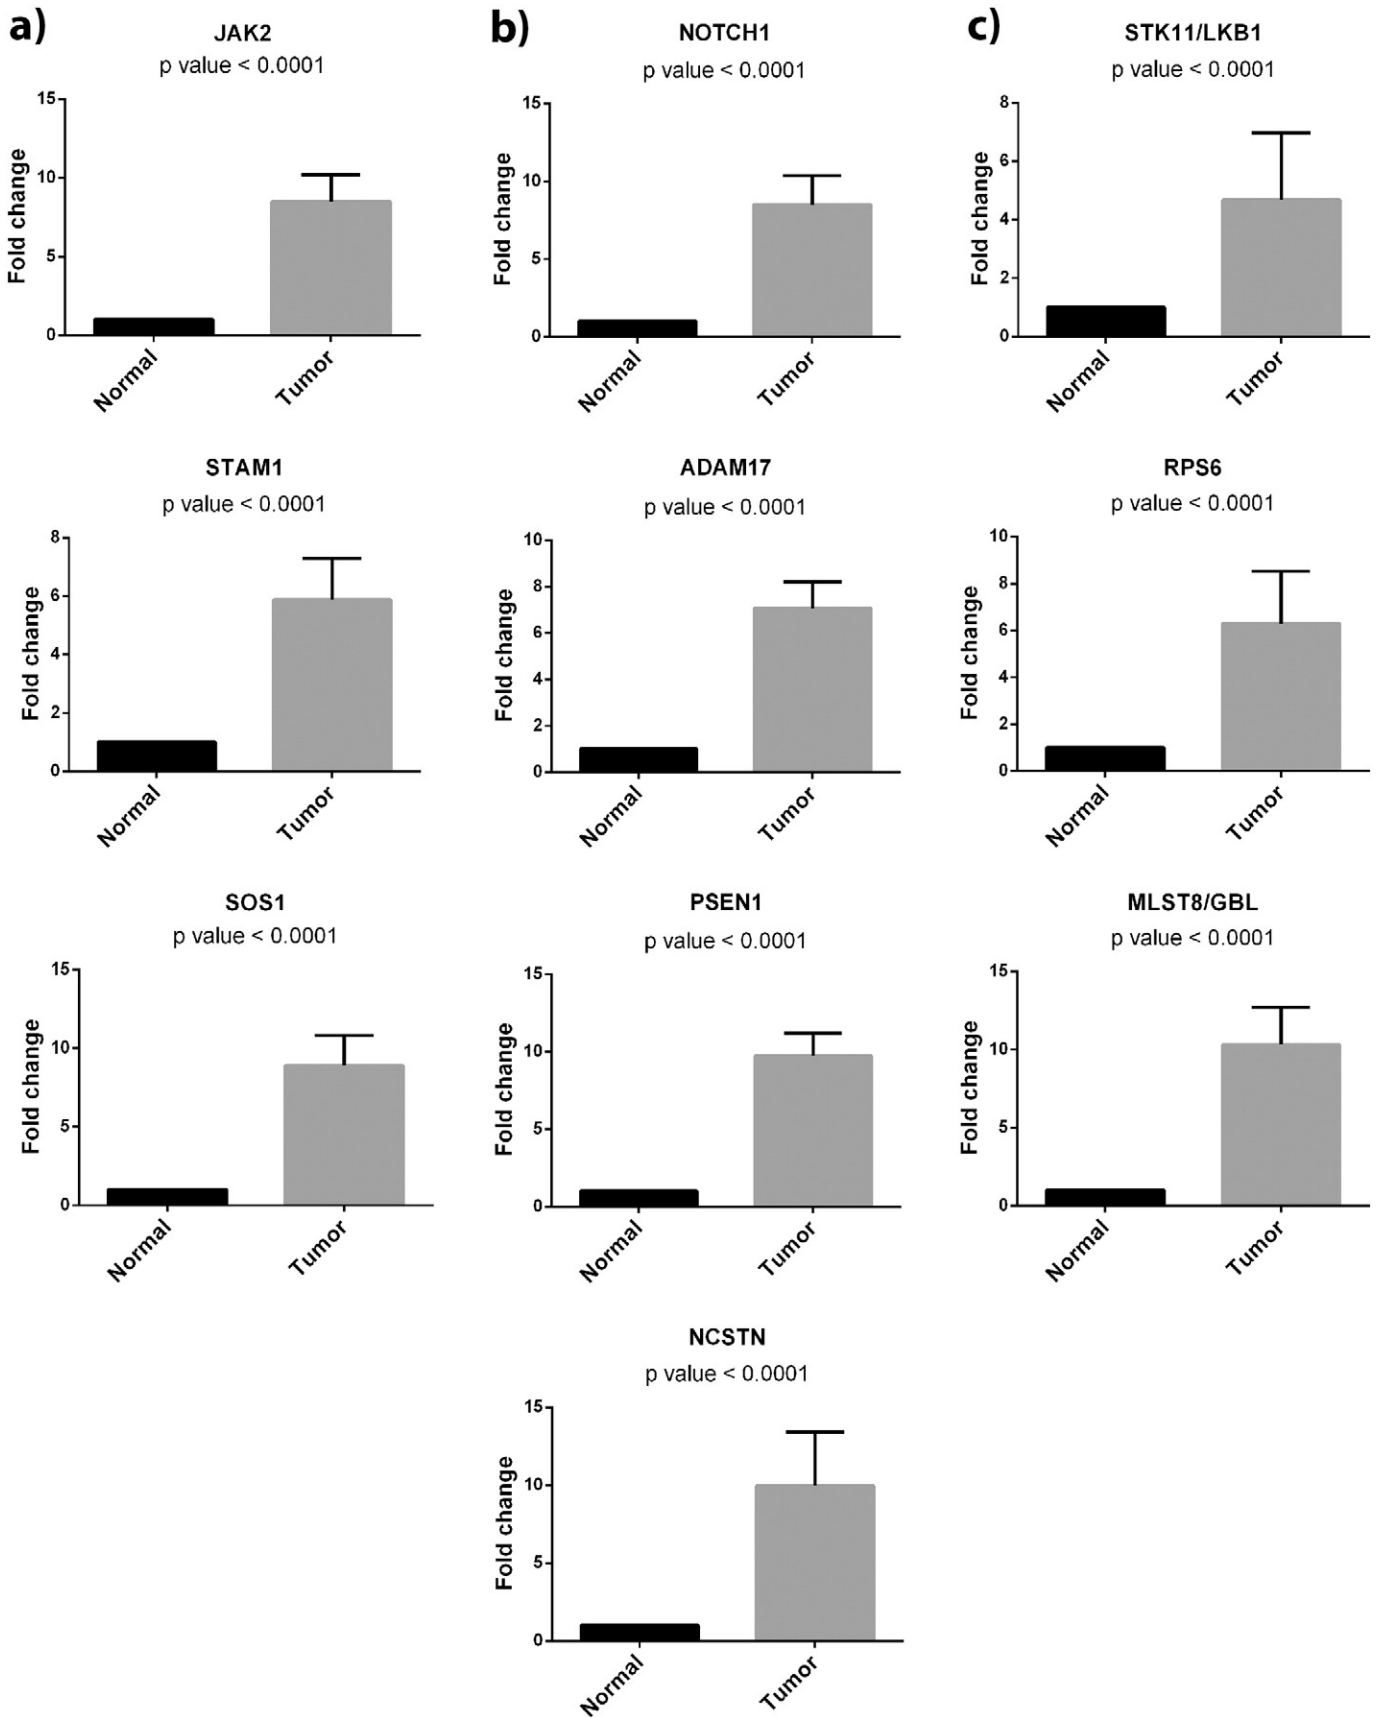 a)
JAK2
p value < 0.0001
Fold change
15
10
5
0
Normal
Tumor
STAM1
p value < 0.0001
Fold change
8
6
4
2
0
Normal
Tumor
SOS1
p value < 0.0001
Fold change
15
10
5
0
Normal
Tumor
b)
NOTCH1
p value < 0.0001
Fold change
15
10
5
0
Normal
Tumor
ADAM17
p value < 0.0001
Fold change
10
8
6
4
2
0
Normal
Tumor
PSEN1
p value < 0.0001
Fold change
15
10
5
0
Normal
Tumor
NCSTN
p value < 0.0001
Fold change
15
10
5
0
Normal
Tumor
c)
STK11/LKB1
p value < 0.0001
Fold change
8
6
4
2
0
Normal
Tumor
RPS6
p value < 0.0001
Fold change
10
8
6
4
2
0
Normal
Tumor
MLST8/GBL
p value < 0.0001
Fold change
15
10
5
0
Normal
Tumor